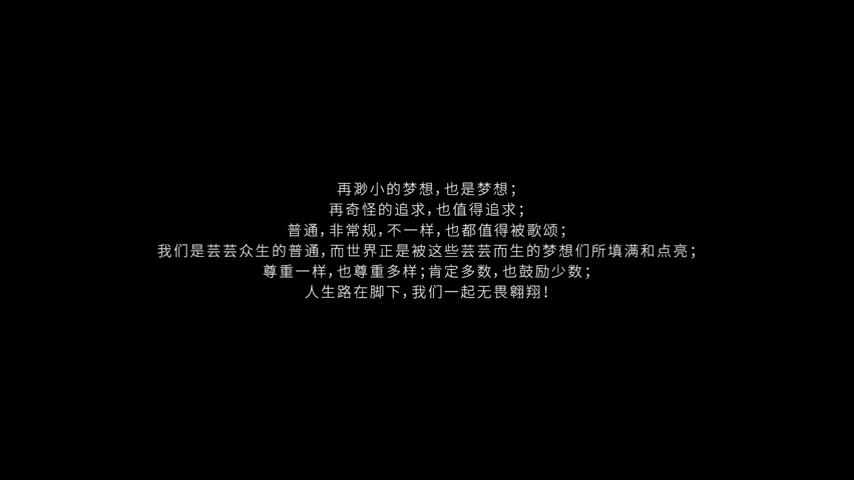 再渺小的梦想，也是梦想；
再奇怪的追求，也值得追求；
普通，非常规，不一样，也都值得被歌颂；
我们是芸芸众生的普通，而世界正是被这些芸芸而生的梦想们所填满和点亮；
尊重一样，也尊重多样；肯定多数，也鼓励少数；
人生路在脚下，我们一起无畏翱翔！